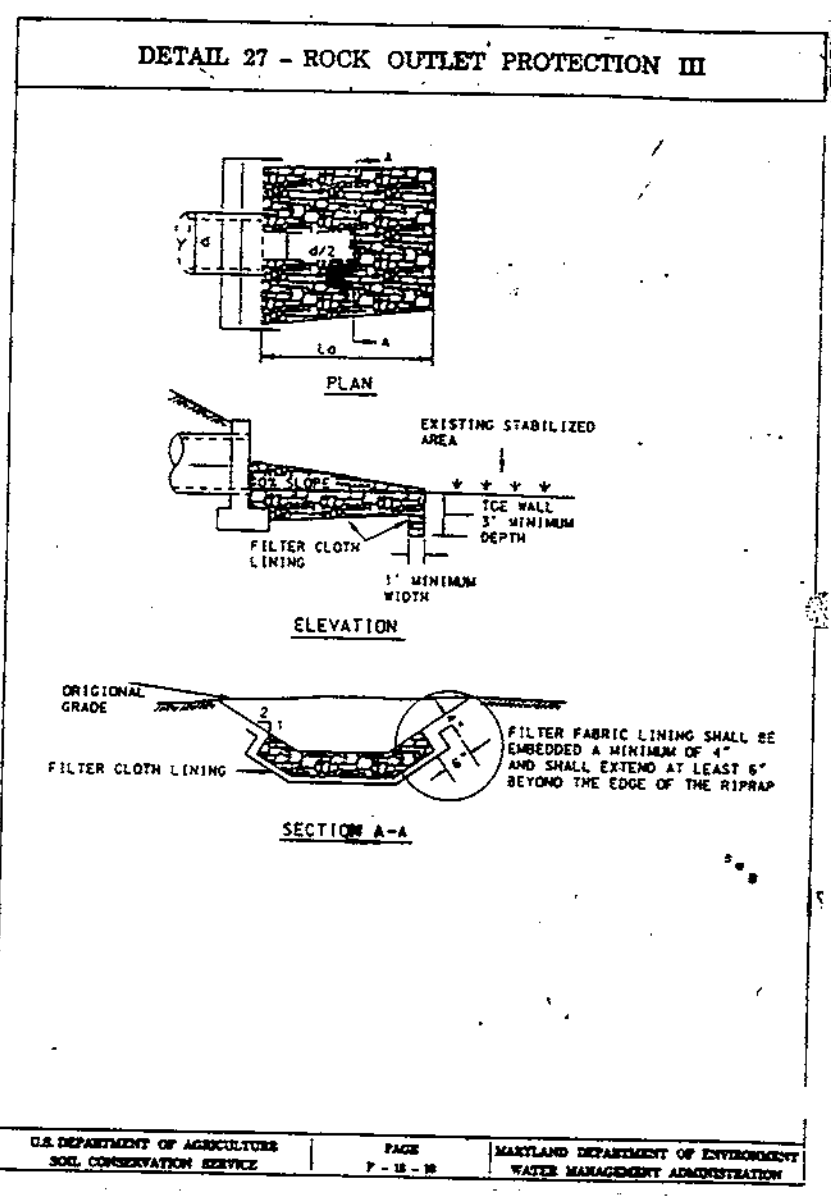 DETAIL 27 - ROCK OUTLET PROTECTION III
A
d
d/2
A
La
PLAN
EXISTING STABILIZED
AREA
SLOPE
TOE WALL
3' MINIMUM
DEPTH
FILTER CLOTH
LINING
1' MINIMUM
WIDTH
ELEVATION
ORIGIONAL
GRADE
2
1
4"
6"
FILTER FABRIC LINING SHALL BE
EMBEDDED A MINIMUM OF 4"
AND SHALL EXTEND AT LEAST 6"
BEYOND THE EDGE OF THE RIPRAP
FILTER CLOTH LINING
SECTION A-A
U.S. DEPARTMENT OF AGRICULTURE
SOIL CONSERVATION SERVICE
PAGE
MARYLAND DEPARTMENT OF ENVIRONMENT
WATER MANAGEMENT ADMINISTRATION